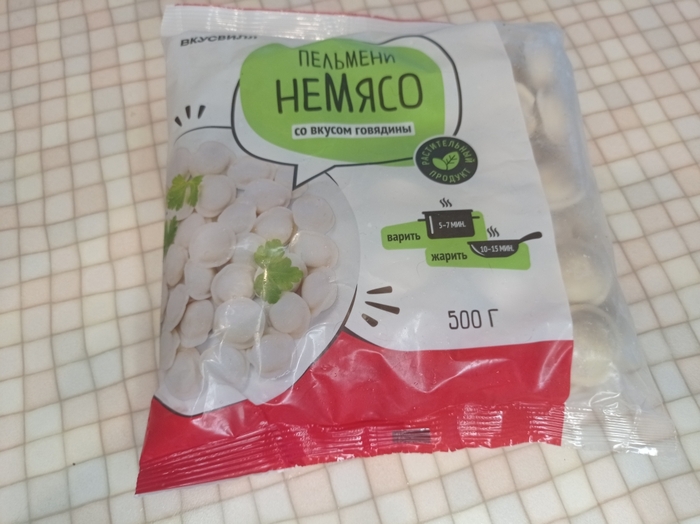 ВКУСВИЛЛ
ПЕЛЬМЕНИ
НЕМЯСО
СО ВКУСОМ ГОВЯДИНЫ
РАСТИТЕЛЬНЫЙ
ПРОДУКТ
варить
5–7 МИН.
жарить
10–15 МИН.
500 Г